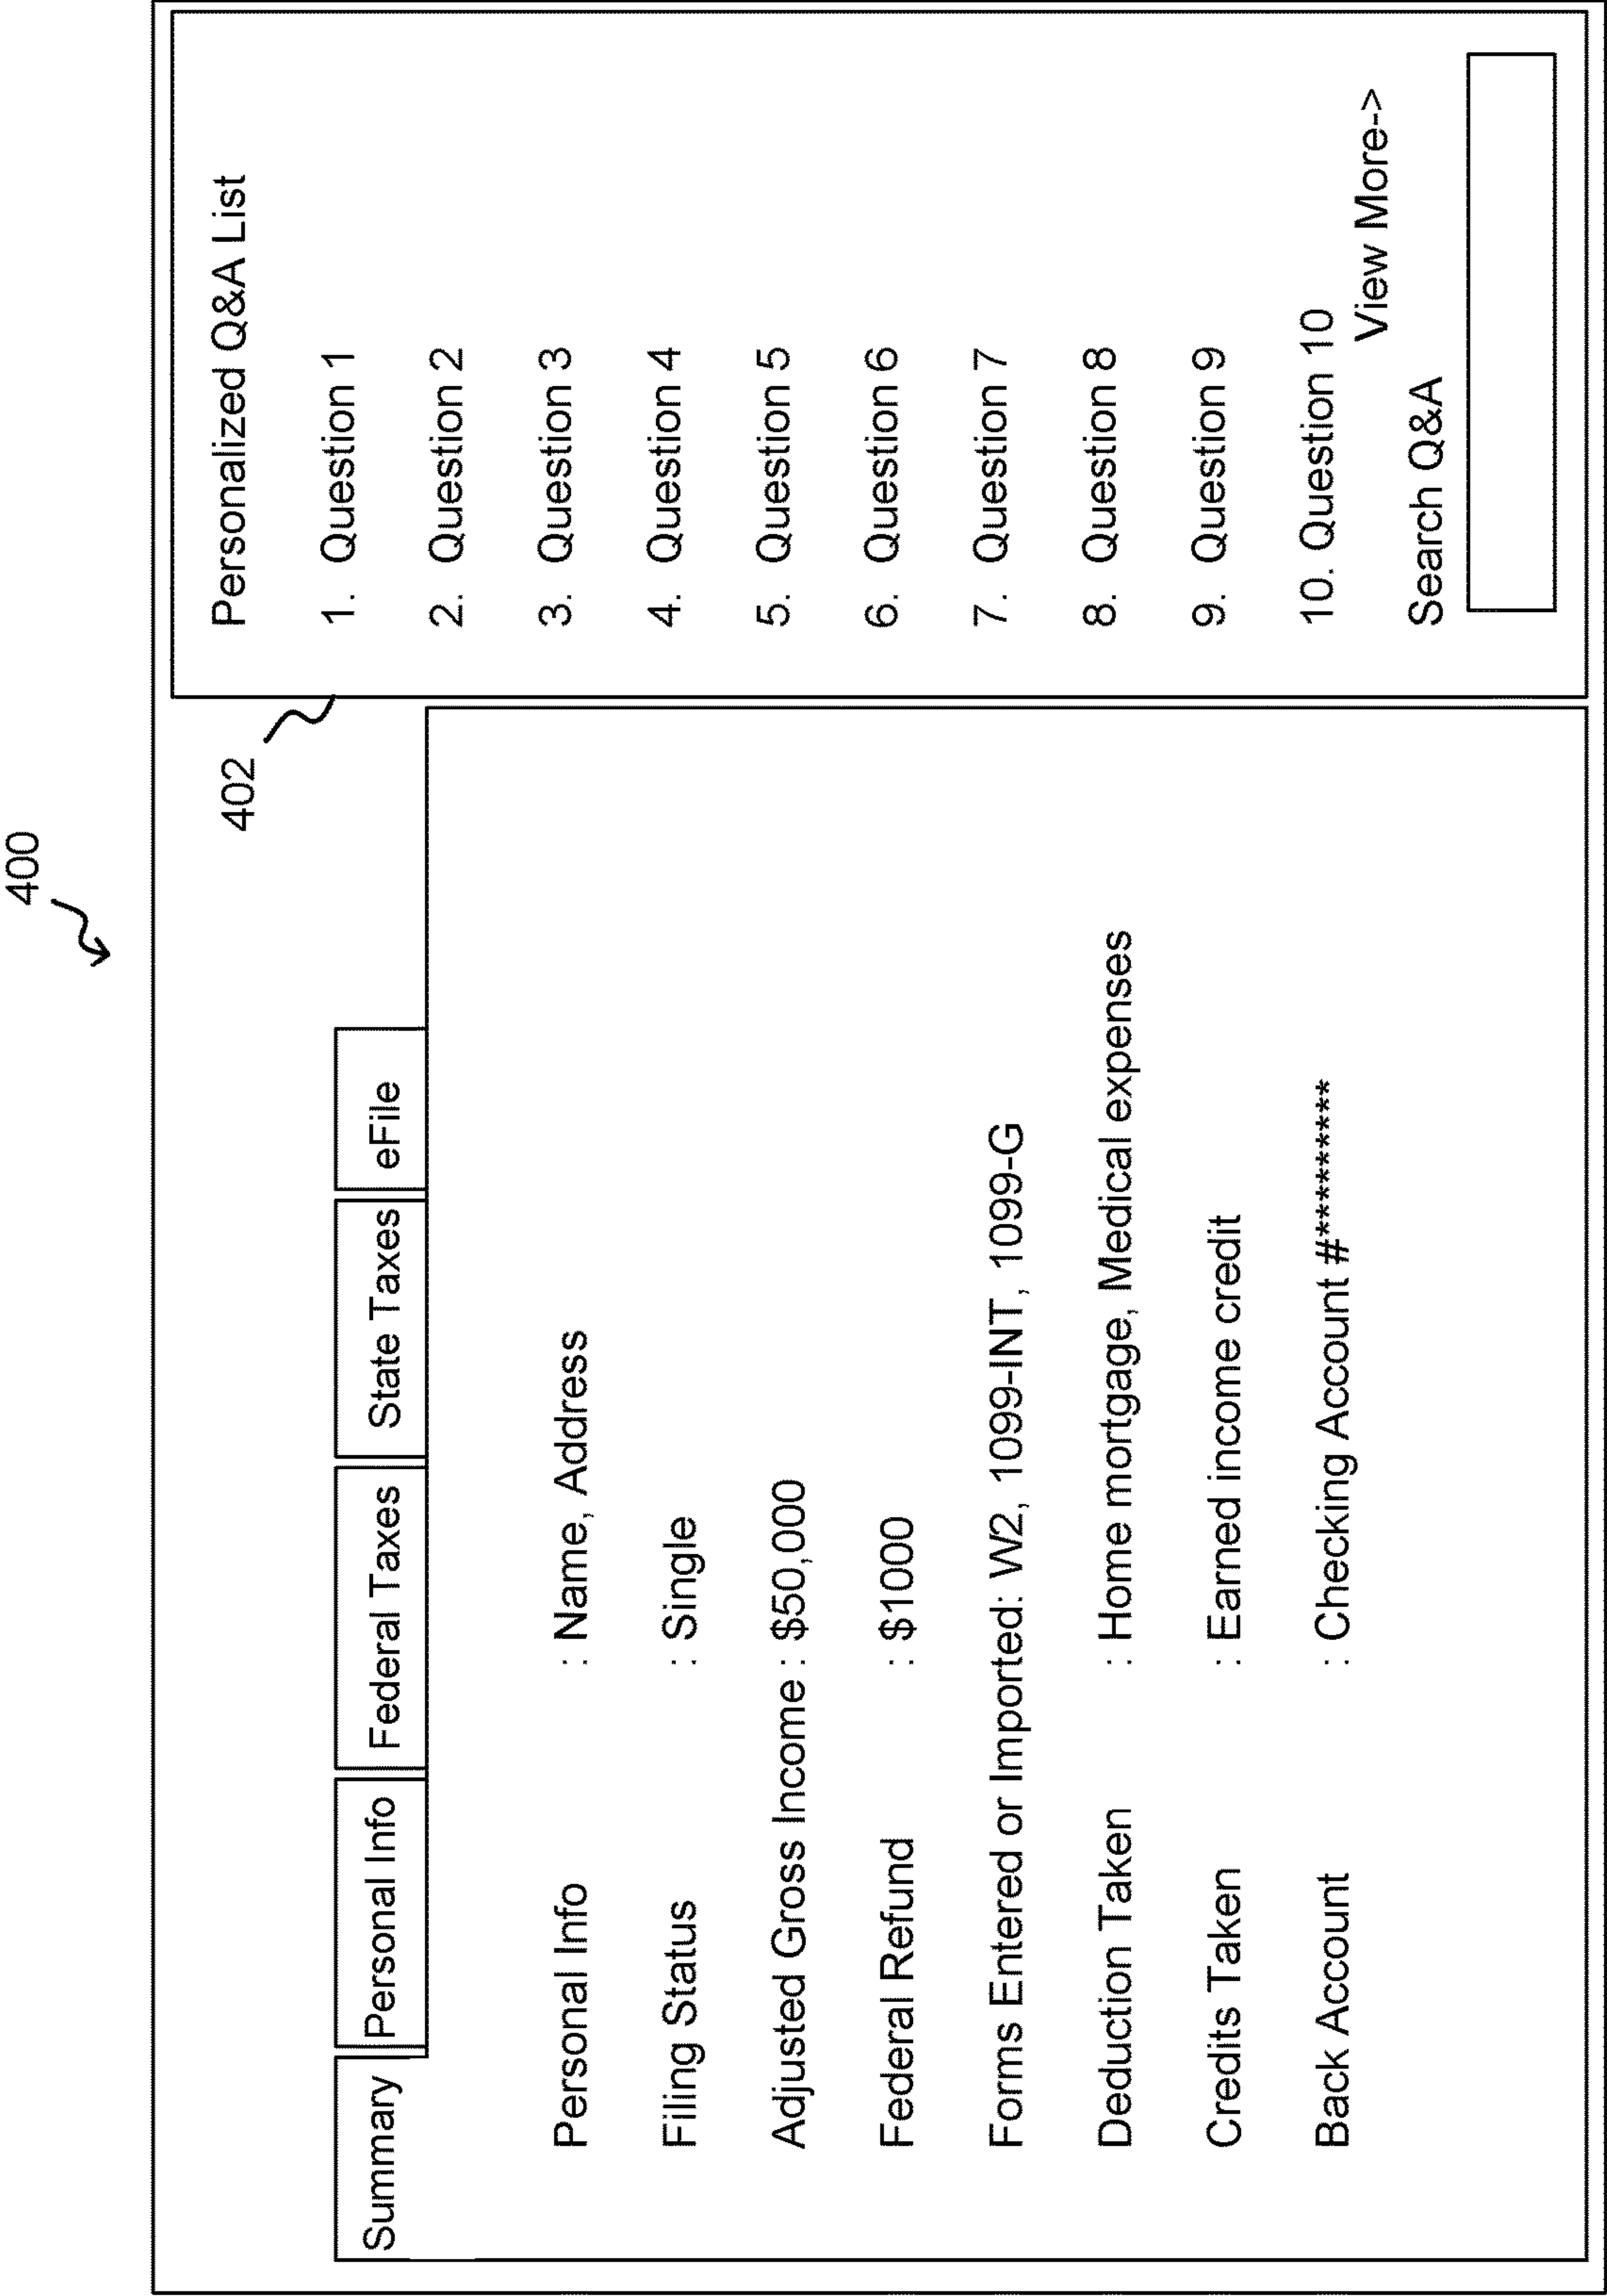 400
Summary
Personal Info
Federal Taxes
State Taxes
eFile
402
Personal Info : Name, Address
Filing Status : Single
Adjusted Gross Income : $50,000
Federal Refund : $1000
Forms Entered or Imported: W2, 1099-INT, 1099-G
Deduction Taken : Home mortgage, Medical expenses
Credits Taken : Earned income credit
Back Account : Checking Account #*********
Personalized Q&A List
1. Question 1
2. Question 2
3. Question 3
4. Question 4
5. Question 5
6. Question 6
7. Question 7
8. Question 8
9. Question 9
10. Question 10
View More->
Search Q&A